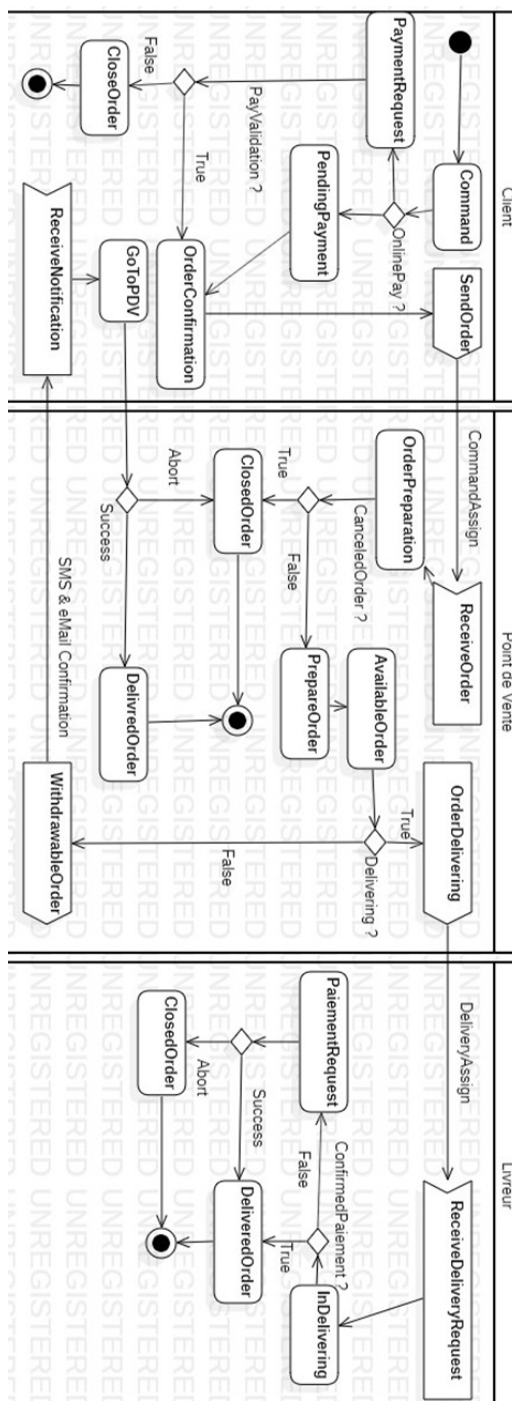 Client
Command
OnlinePay ?
PaymentRequest
PendingPayment
PayValidation ?
False
True
CloseOrder
OrderConfirmation
SendOrder
GoToPDV
ReceiveNotification
Point de Vente
CommandAssign
ReceiveOrder
OrderPreparation
CanceledOrder ?
True
False
ClosedOrder
PrepareOrder
AvailableOrder
Delivering ?
True
False
OrderDelivering
WithdrawableOrder
SMS & eMail Confirmation
Abort
Success
DelivredOrder
Livreur
DeliveryAssign
ReceiveDeliveryRequest
InDelivering
ConfirmedPaiement ?
False
True
PaiementRequest
Success
Abort
ClosedOrder
DeliveredOrder
UNREGISTERED